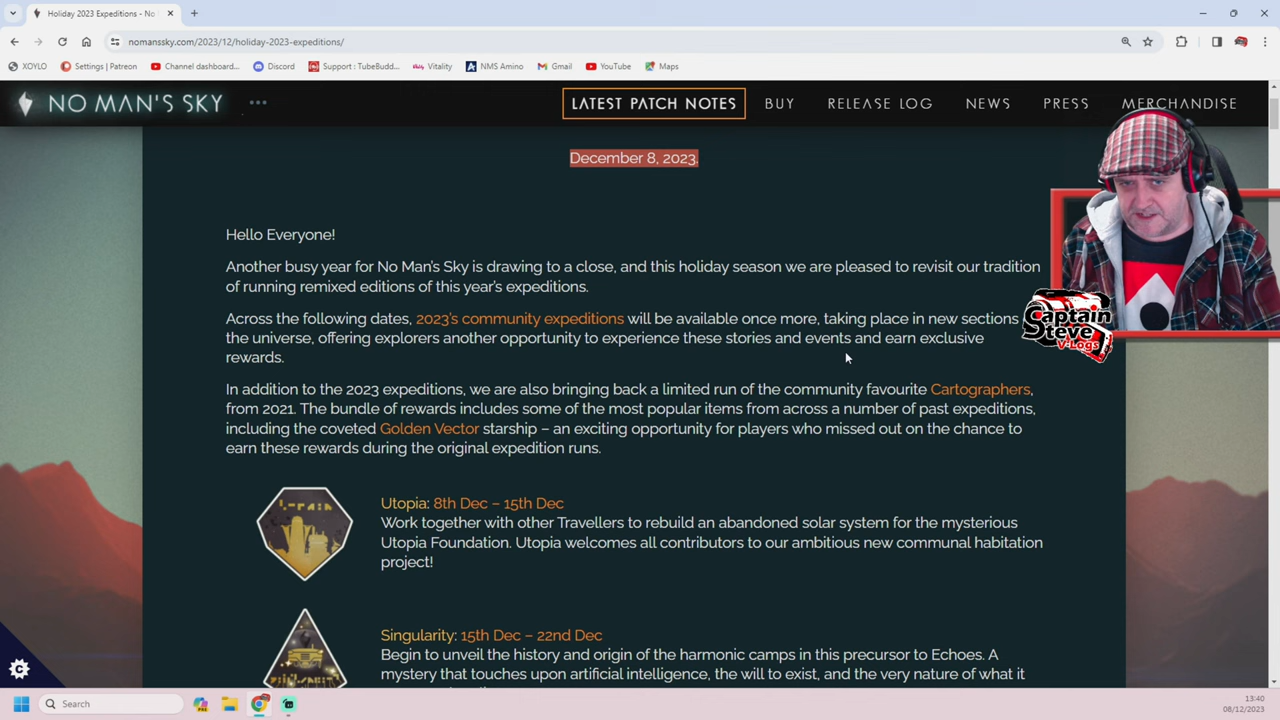 Holiday 2023 Expeditions - No
nomanssky.com/2023/12/holiday-2023-expeditions/
XOYLO
Settings | Patreon
Channel dashboard...
Discord
Support : TubeBudd...
Vitality
NMS Amino
Gmail
YouTube
Maps
NO MAN'S SKY
LATEST PATCH NOTES
BUY
RELEASE LOG
NEWS
PRESS
MERCHANDISE
December 8, 2023.
Hello Everyone!
Another busy year for No Man's Sky is drawing to a close, and this holiday season we are pleased to revisit our tradition
of running remixed editions of this year's expeditions.
Across the following dates, 2023's community expeditions will be available once more, taking place in new sections
the universe, offering explorers another opportunity to experience these stories and events and earn exclusive
rewards.
In addition to the 2023 expeditions, we are also bringing back a limited run of the community favourite Cartographers,
from 2021. The bundle of rewards includes some of the most popular items from across a number of past expeditions,
including the coveted Golden Vector starship – an exciting opportunity for players who missed out on the chance to
earn these rewards during the original expedition runs.
Utopia: 8th Dec – 15th Dec
Work together with other Travellers to rebuild an abandoned solar system for the mysterious
Utopia Foundation. Utopia welcomes all contributors to our ambitious new communal habitation
project!
Singularity: 15th Dec – 22nd Dec
Begin to unveil the history and origin of the harmonic camps in this precursor to Echoes. A
mystery that touches upon artificial intelligence, the will to exist, and the very nature of what it
Captain
Steve
V-Logs
Search
13:40
08/12/2023